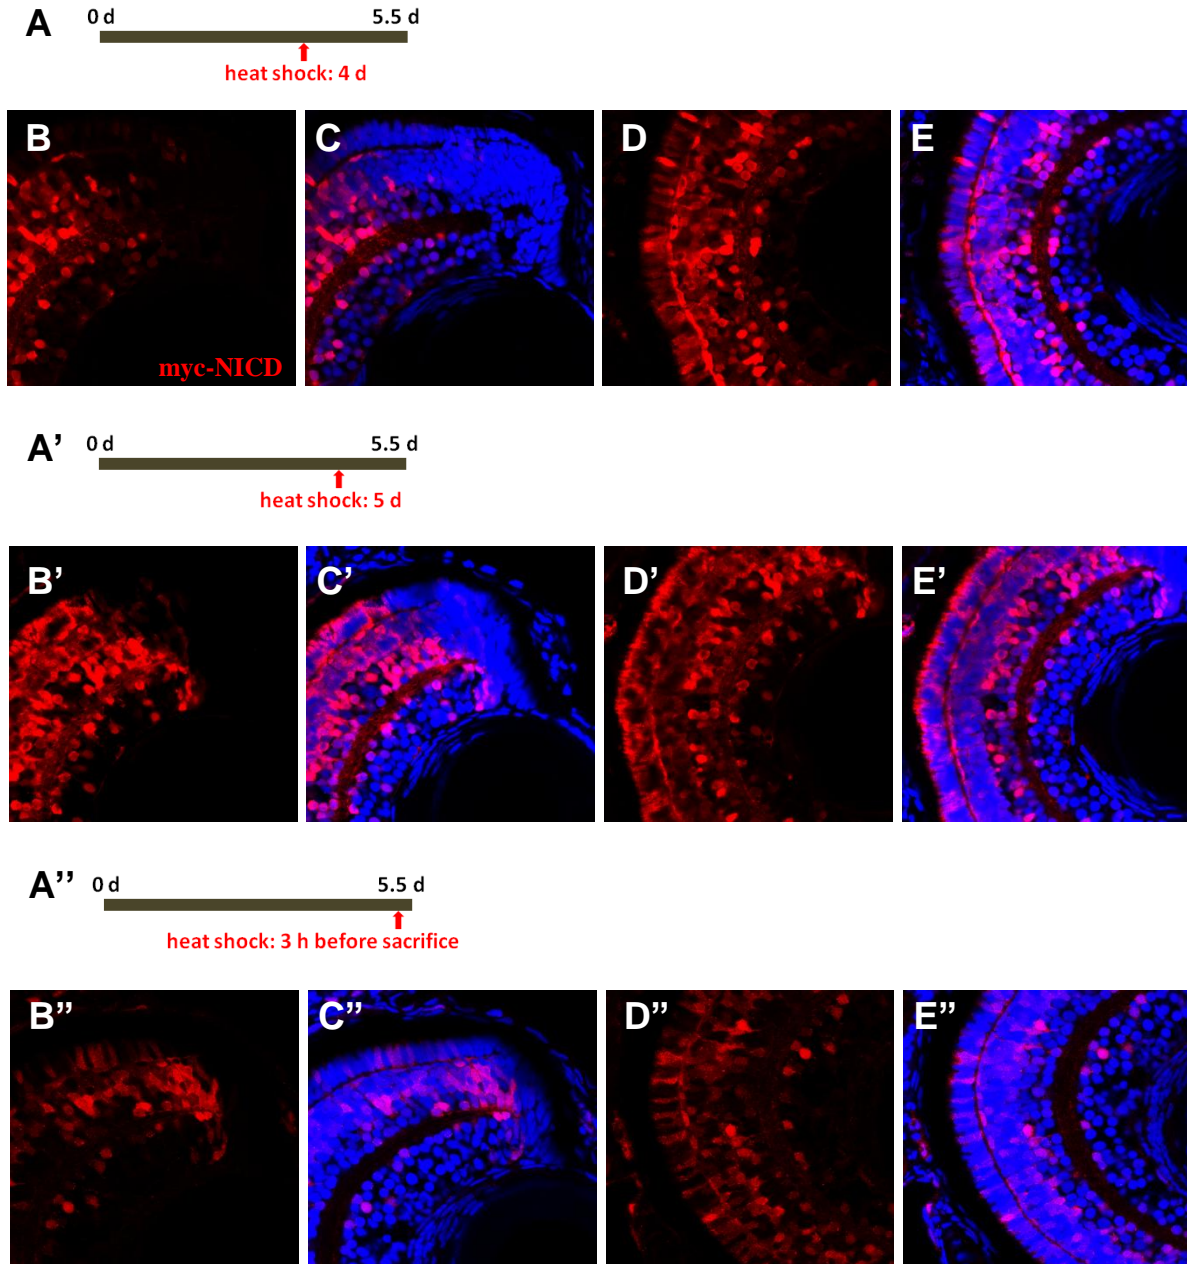 A
0 d 5.5 d
heat shock: 4 d
B C D E
myc-NICD
A’
0 d 5.5 d
heat shock: 5 d
B’ C’ D’ E’
A’’
0 d 5.5 d
heat shock: 3 h before sacrifice
B’’ C’’ D’’ E’’